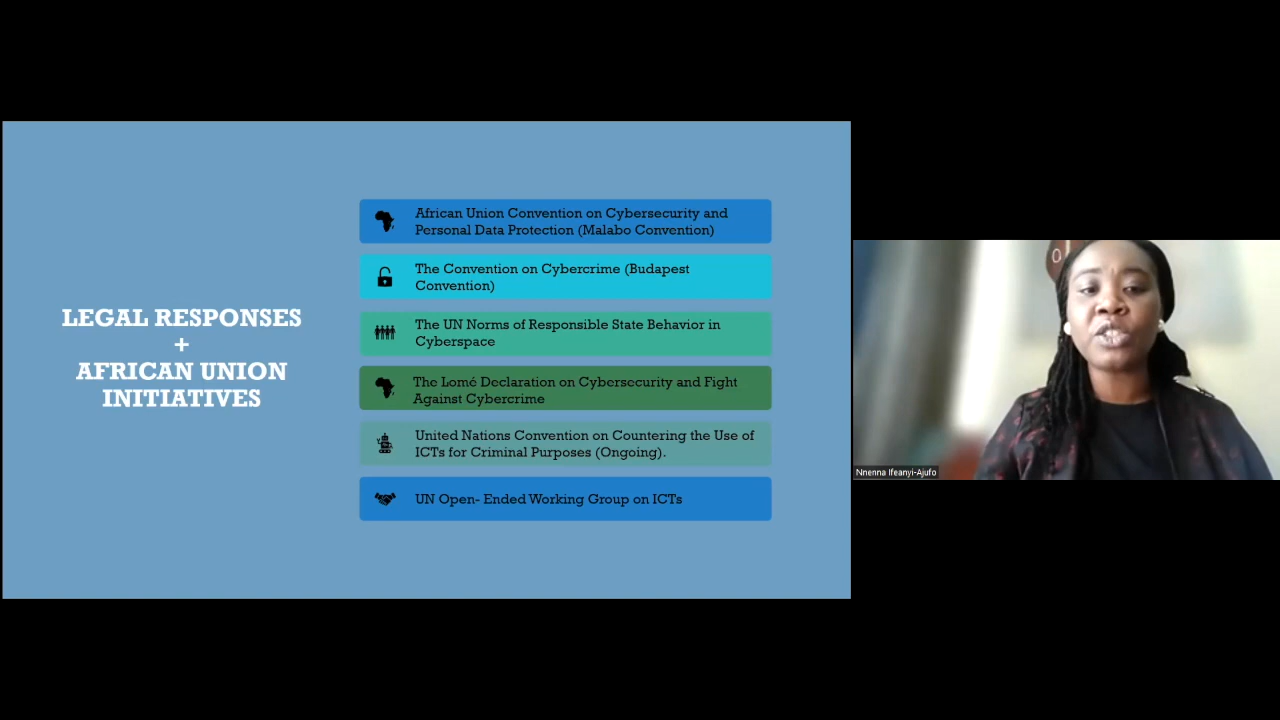 LEGAL RESPONSES
+
AFRICAN UNION
INITIATIVES
African Union Convention on Cybersecurity and
Personal Data Protection (Malabo Convention)
The Convention on Cybercrime (Budapest
Convention)
The UN Norms of Responsible State Behavior in
Cyberspace
The Lomé Declaration on Cybersecurity and Fight
Against Cybercrime
United Nations Convention on Countering the Use of
ICTs for Criminal Purposes (Ongoing).
UN Open- Ended Working Group on ICTs
Nnenna Ifeanyi-Ajufo